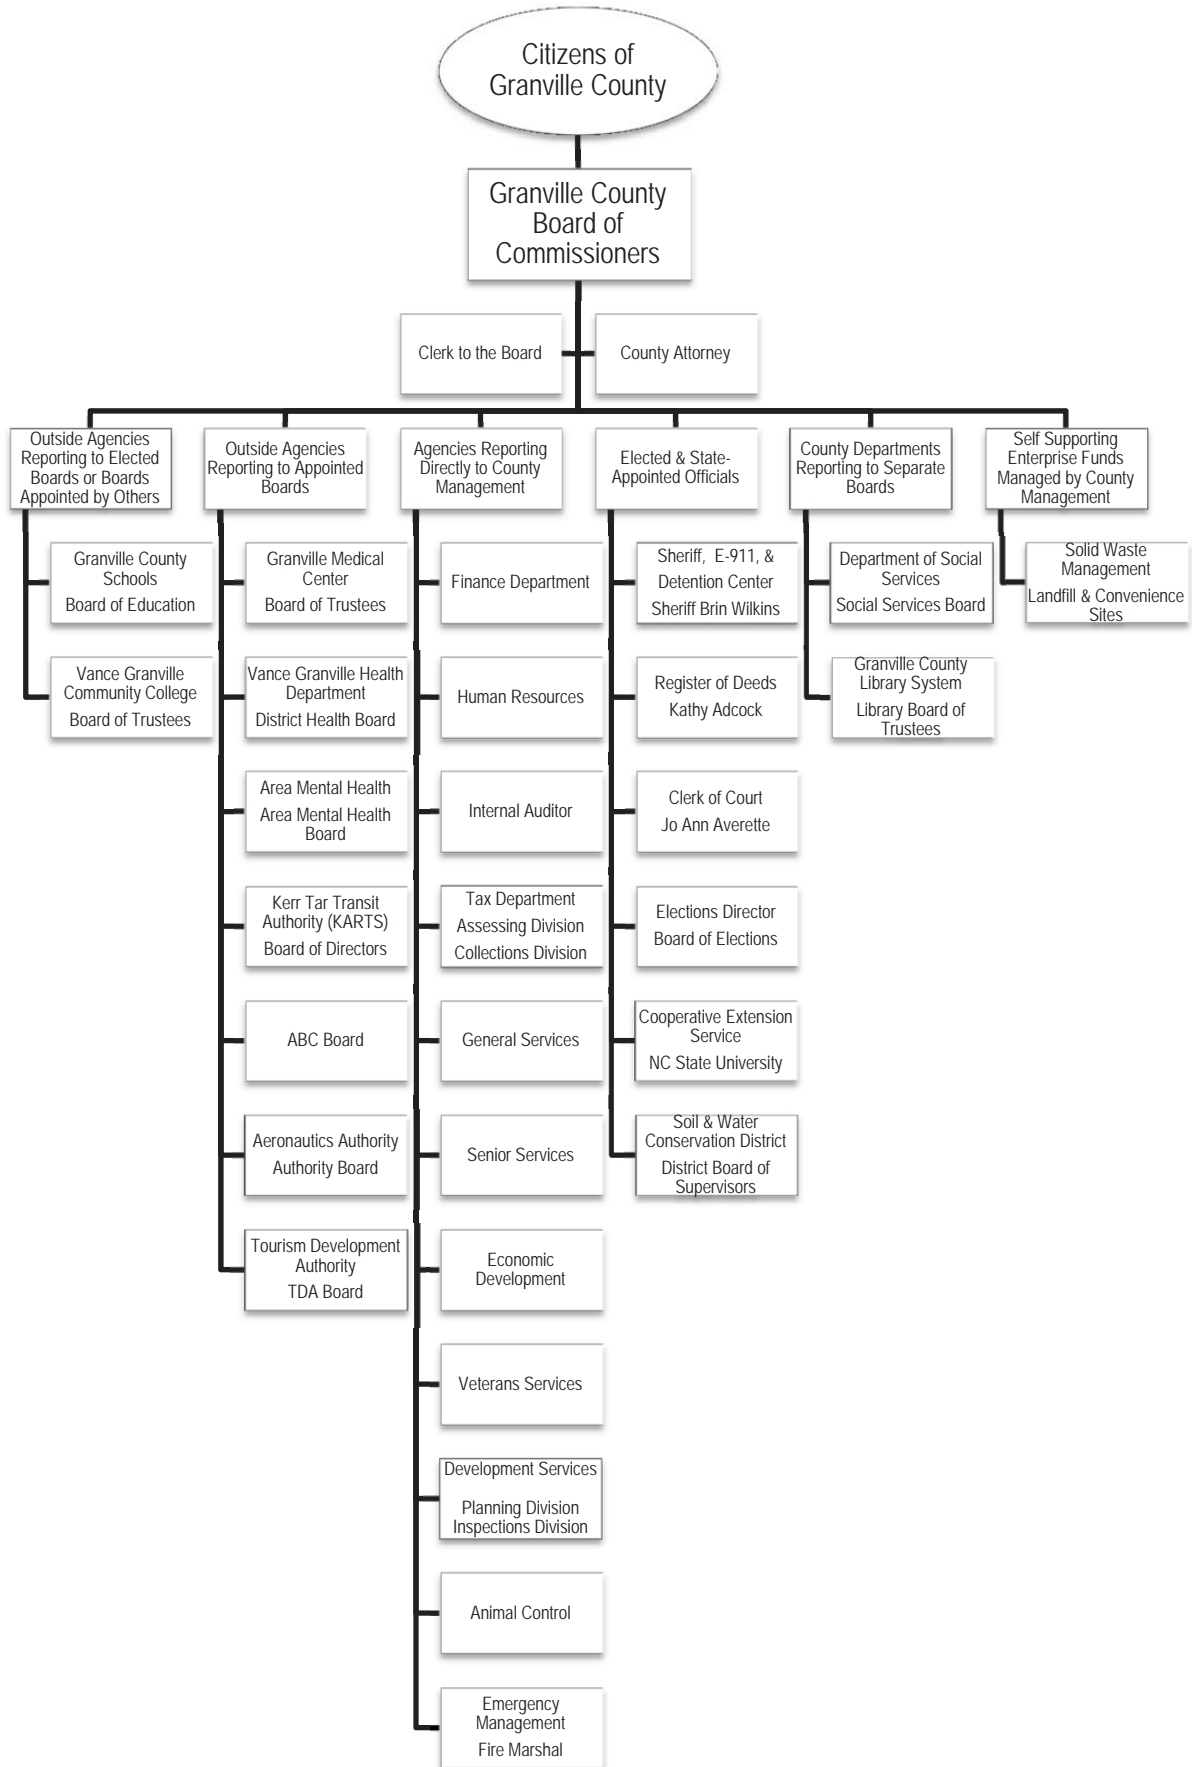 Citizens of
Granville County
Granville County
Board of
Commissioners
Clerk to the Board
County Attorney
Outside Agencies
Reporting to Elected
Boards or Boards
Appointed by Others
Granville County
Schools
Board of Education
Vance Granville
Community College
Board of Trustees
Outside Agencies
Reporting to Appointed
Boards
Granville Medical
Center
Board of Trustees
Vance Granville Health
Department
District Health Board
Area Mental Health
Area Mental Health
Board
Kerr Tar Transit
Authority (KARTS)
Board of Directors
ABC Board
Aeronautics Authority
Authority Board
Tourism Development
Authority
TDA Board
Agencies Reporting
Directly to County
Management
Finance Department
Human Resources
Internal Auditor
Tax Department
Assessing Division
Collections Division
General Services
Senior Services
Economic
Development
Veterans Services
Development Services
Planning Division
Inspections Division
Animal Control
Emergency
Management
Fire Marshal
Elected & State-
Appointed Officials
Sheriff, E-911, &
Detention Center
Sheriff Brin Wilkins
Register of Deeds
Kathy Adcock
Clerk of Court
Jo Ann Averette
Elections Director
Board of Elections
Cooperative Extension
Service
NC State University
Soil & Water
Conservation District
District Board of
Supervisors
County Departments
Reporting to Separate
Boards
Department of Social
Services
Social Services Board
Granville County
Library System
Library Board of
Trustees
Self Supporting
Enterprise Funds
Managed by County
Management
Solid Waste
Management
Landfill & Convenience
Sites